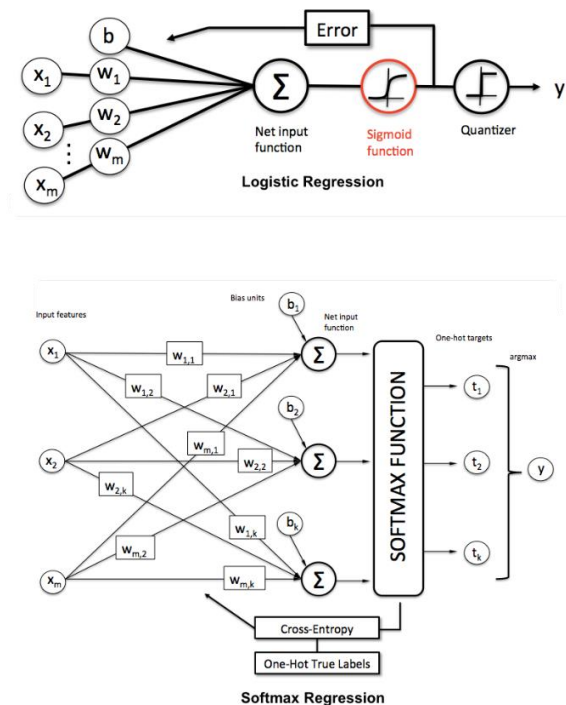 Error
b
x1 w1
x2 w2
⋮
xm wm
Σ
y
Net input
function
Sigmoid
function
Quantizer
Logistic Regression
Input features
Bias units
b1
Net input
function
One-hot targets
argmax
x1
w1,1
w1,2
w2,1
Σ
t1
b2
wm,1
x2
w2,2
Σ
SOFTMAX FUNCTION
t2
y
w2,k
w1,k
bk
wm,2
xm
wm,k
Σ
tk
Cross-Entropy
One-Hot True Labels
Softmax Regression